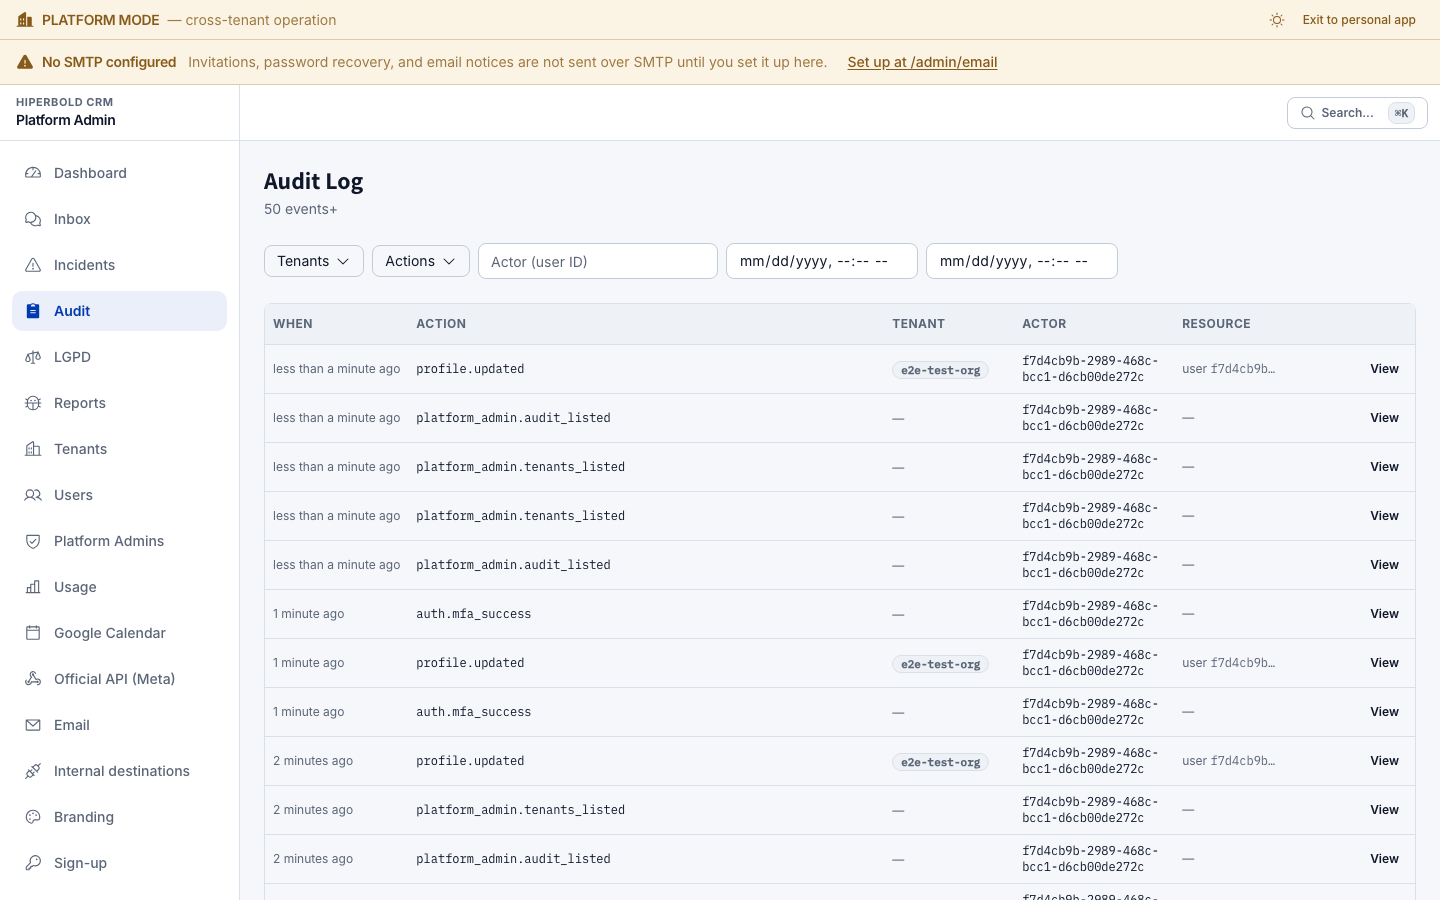 PLATFORM MODE — cross-tenant operation
Exit to personal app
No SMTP configured Invitations, password recovery, and email notices are not sent over SMTP until you set it up here. Set up at /admin/email
HIPERBOLD CRM
Platform Admin
Search... ⌘K
Dashboard
Inbox
Incidents
Audit
LGPD
Reports
Tenants
Users
Platform Admins
Usage
Google Calendar
Official API (Meta)
Email
Internal destinations
Branding
Sign-up
Audit Log
50 events+
Tenants Actions Actor (user ID) mm/dd/yyyy, --:-- -- mm/dd/yyyy, --:-- --
WHEN ACTION TENANT ACTOR RESOURCE
less than a minute ago profile.updated e2e-test-org f7d4cb9b-2989-468c-
bcc1-d6cb00de272c user f7d4cb9b… View
less than a minute ago platform_admin.audit_listed — f7d4cb9b-2989-468c-
bcc1-d6cb00de272c — View
less than a minute ago platform_admin.tenants_listed — f7d4cb9b-2989-468c-
bcc1-d6cb00de272c — View
less than a minute ago platform_admin.tenants_listed — f7d4cb9b-2989-468c-
bcc1-d6cb00de272c — View
less than a minute ago platform_admin.audit_listed — f7d4cb9b-2989-468c-
bcc1-d6cb00de272c — View
1 minute ago auth.mfa_success — f7d4cb9b-2989-468c-
bcc1-d6cb00de272c — View
1 minute ago profile.updated e2e-test-org f7d4cb9b-2989-468c-
bcc1-d6cb00de272c user f7d4cb9b… View
1 minute ago auth.mfa_success — f7d4cb9b-2989-468c-
bcc1-d6cb00de272c — View
2 minutes ago profile.updated e2e-test-org f7d4cb9b-2989-468c-
bcc1-d6cb00de272c user f7d4cb9b… View
2 minutes ago platform_admin.tenants_listed — f7d4cb9b-2989-468c-
bcc1-d6cb00de272c — View
2 minutes ago platform_admin.audit_listed — f7d4cb9b-2989-468c-
bcc1-d6cb00de272c — View